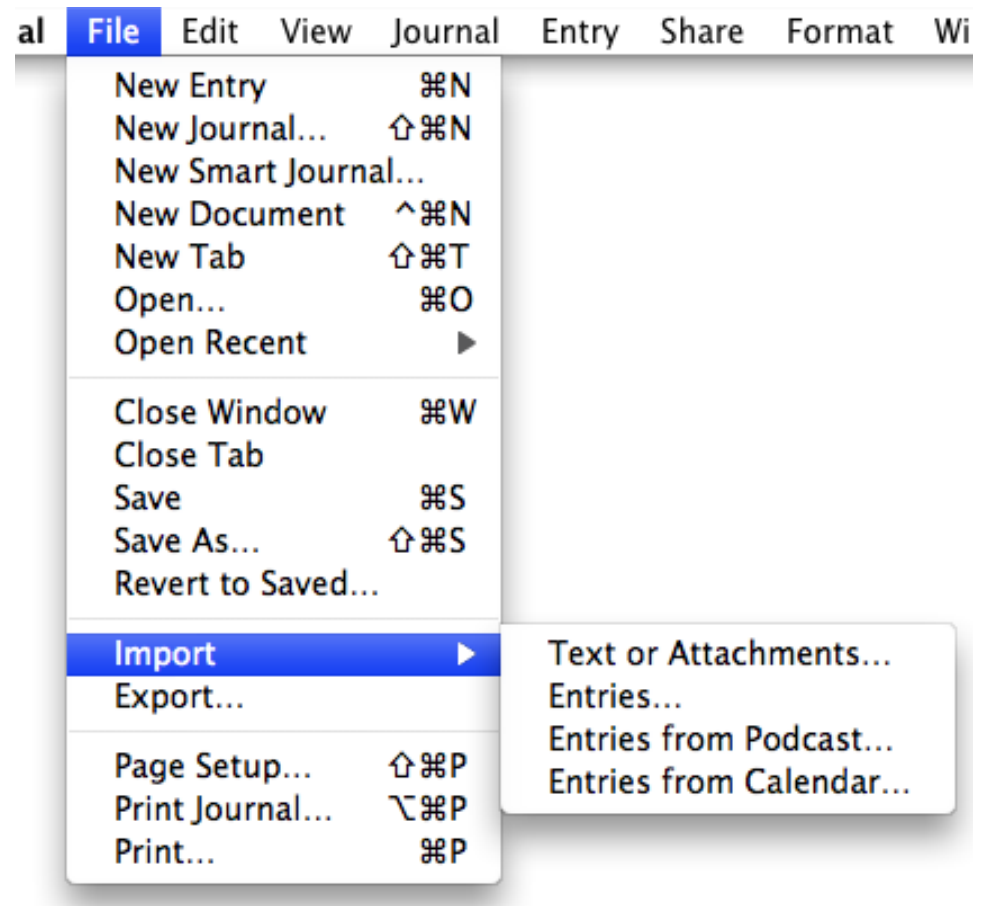 al File Edit View Journal Entry Share Format Wi
New Entry ⌘N
New Journal... ⇧⌘N
New Smart Journal...
New Document ^⌘N
New Tab ⇧⌘T
Open... ⌘O
Open Recent ▶
Close Window ⌘W
Close Tab
Save ⌘S
Save As... ⇧⌘S
Revert to Saved...
Import ▶
Text or Attachments...
Export...
Entries...
Entries from Podcast...
Entries from Calendar...
Page Setup... ⇧⌘P
Print Journal... ⌥⌘P
Print... ⌘P